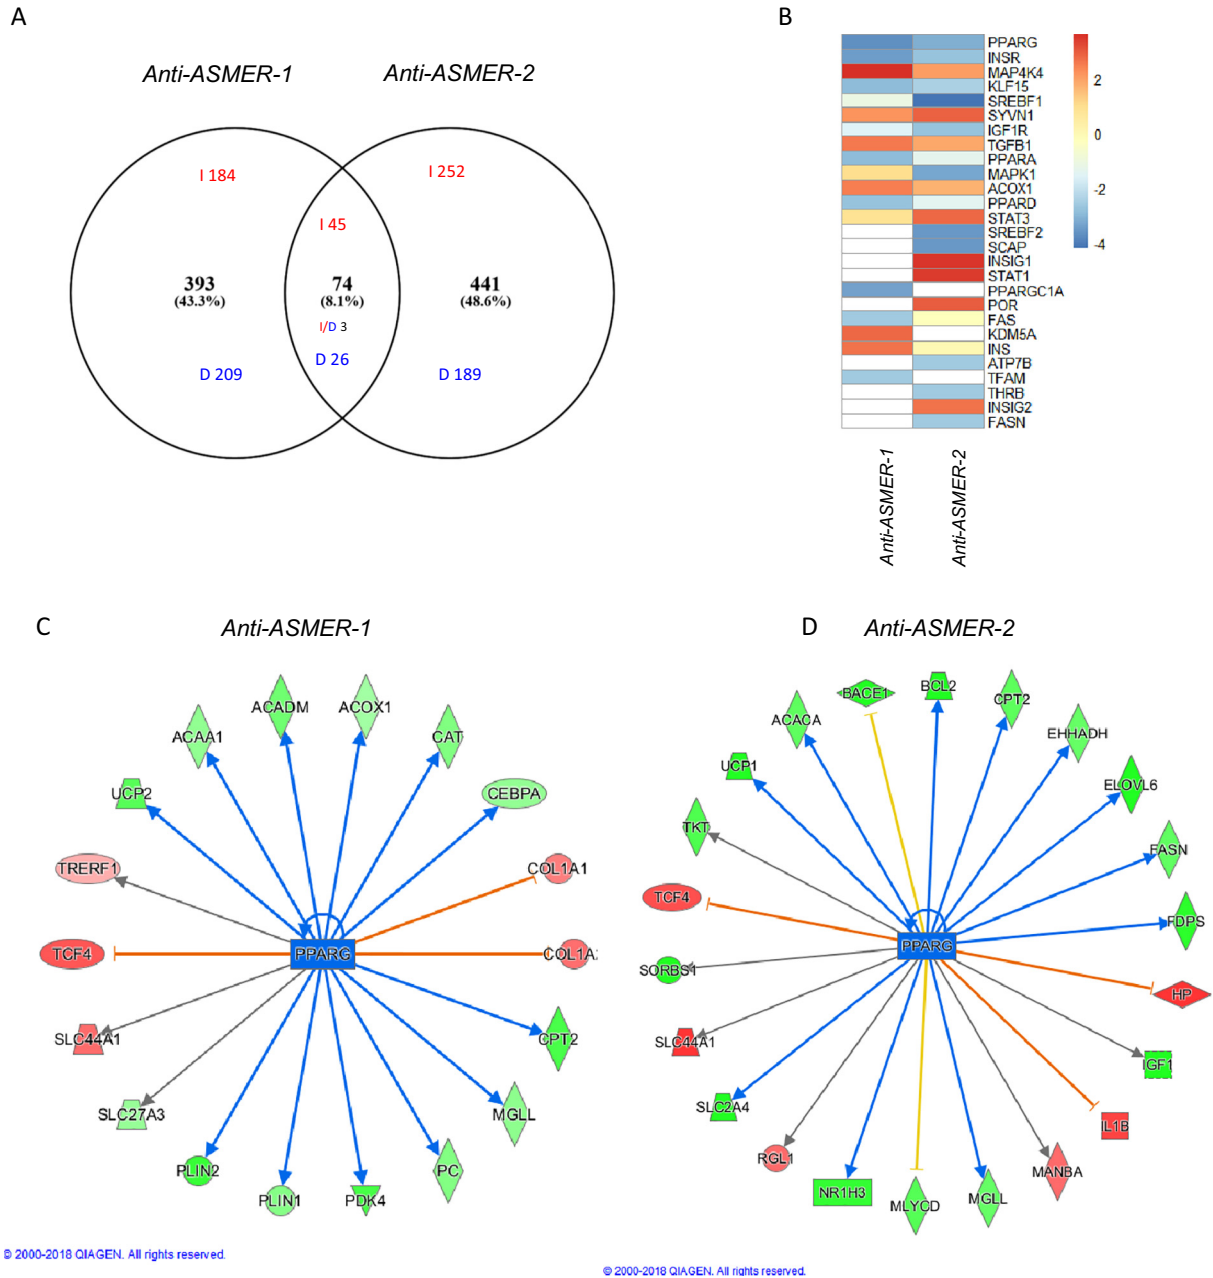 A
Anti-ASMER-1
Anti-ASMER-2
I 184
I 252
I 45
393
(43.3%)
74
(8.1%)
441
(48.6%)
I/D 3
D 26
D 209
D 189
B
PPARG
INSR
MAP4K4
KLF15
SREBF1
SYVN1
IGF1R
TGFB1
PPARA
MAPK1
ACOX1
PPARD
STAT3
SREBF2
SCAP
INSIG1
STAT1
PPARGC1A
POR
FAS
KDM5A
INS
ATP7B
TFAM
THRB
INSIG2
FASN
2
0
-2
-4
Anti-ASMER-1
Anti-ASMER-2
C
Anti-ASMER-1
ACADM
ACOX1
ACAA1
CAT
UCP2
CEBPA
TRERF1
COL1A1
TCF4
PPARG
COL1A
SLC44A1
CPT2
SLC27A3
MGLL
PLIN2
PC
PLIN1
PDK4
© 2000-2018 QIAGEN. All rights reserved.
D
Anti-ASMER-2
BACE1
BCL2
CPT2
ACACA
EHHADH
UCP1
ELOVL6
TKT
FASN
TCF4
FDPS
PPARG
SORBS1
HP
SLC44A1
IGF1
SLC2A4
IL1B
RGL1
MANBA
NR1H3
MLYCD
MGLL
© 2000-2018 QIAGEN. All rights reserved.